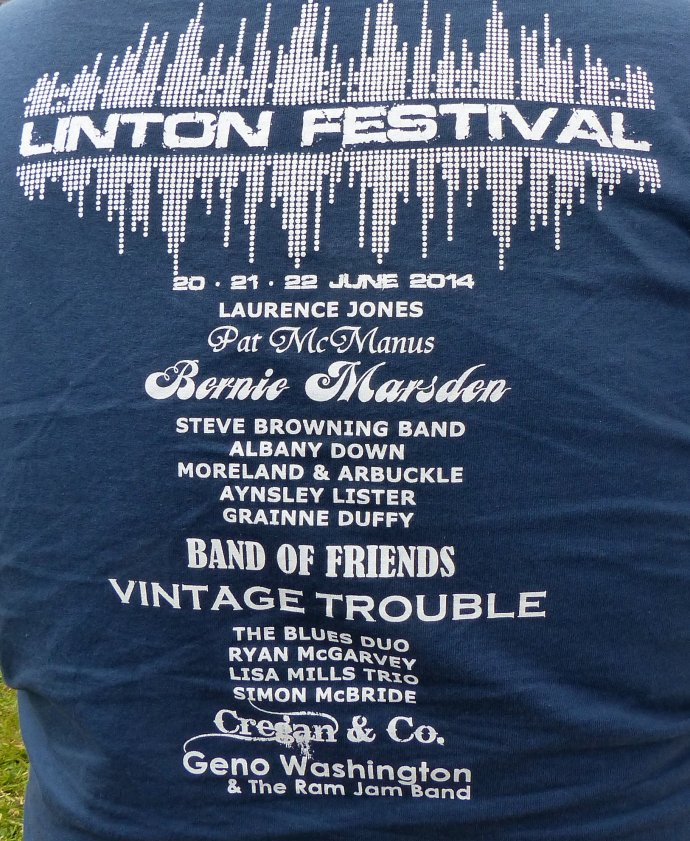 LINTON FESTIVAL
20 · 21 · 22 JUNE 2014
LAURENCE JONES
Pat McManus
Bernie Marsden
STEVE BROWNING BAND
ALBANY DOWN
MORELAND & ARBUCKLE
AYNSLEY LISTER
GRAINNE DUFFY
BAND OF FRIENDS
VINTAGE TROUBLE
THE BLUES DUO
RYAN McGARVEY
LISA MILLS TRIO
SIMON McBRIDE
Cregan & Co.
Geno Washington
& The Ram Jam Band